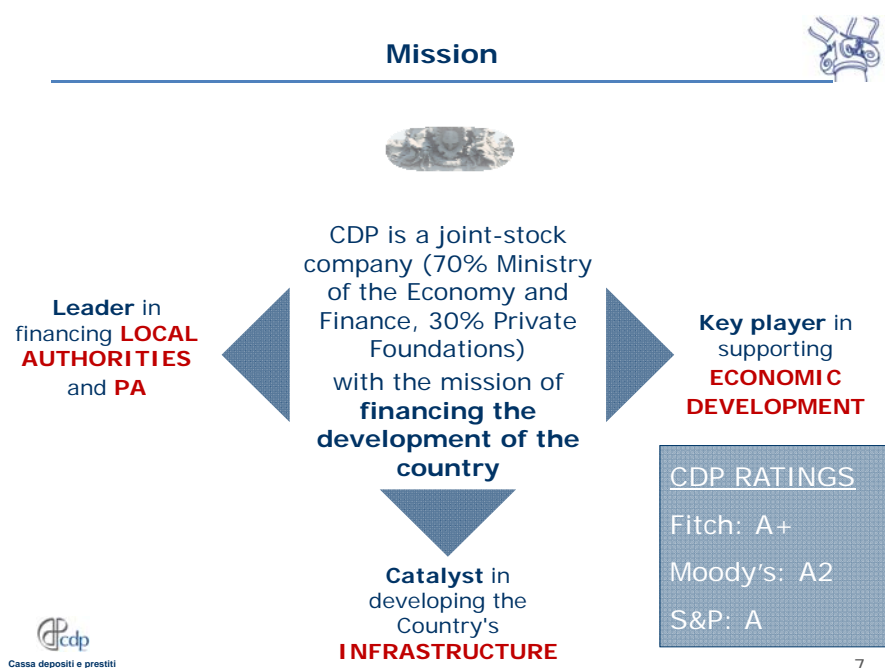 Mission
CDP is a joint-stock
company (70% Ministry
of the Economy and
Finance, 30% Private
Foundations)
with the mission of
financing the
development of the
country
Leader in
financing LOCAL
AUTHORITIES
and PA
Key player in
supporting
ECONOMIC
DEVELOPMENT
Catalyst in
developing the
Country's
INFRASTRUCTURE
CDP RATINGS
Fitch: A+
Moody's: A2
S&P: A
cdp
Cassa depositi e prestiti
7